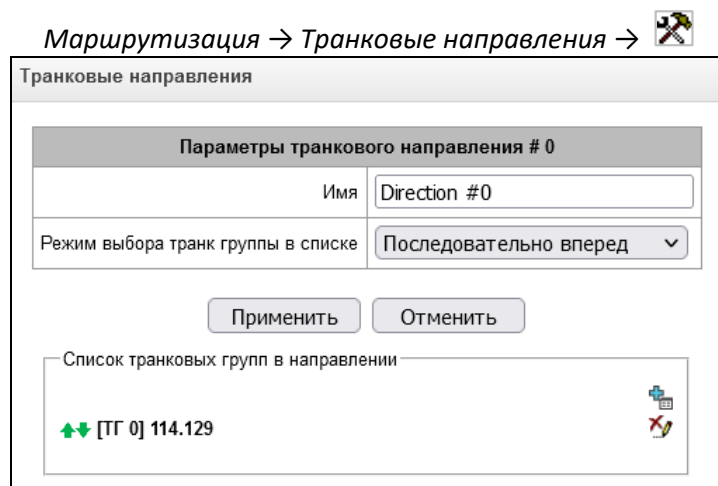 Маршрутизация → Транковые направления →
Транковые направления
Параметры транкового направления # 0
Имя Direction #0
Режим выбора транк группы в списке Последовательно вперед
Применить Отменить
Список транковых групп в направлении
[ТГ 0] 114.129